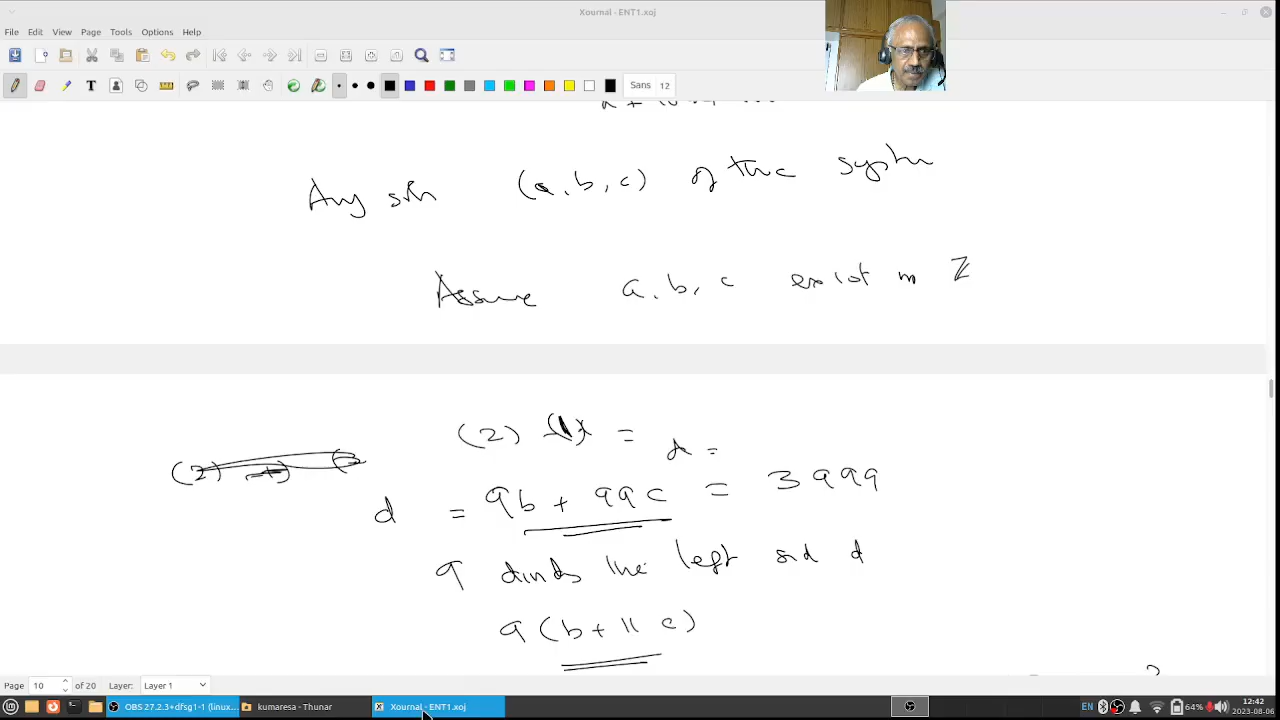 Xournal - ENT1.xoj
File Edit View Page Tools Options Help
Sans 12
Any soln (a, b, c) of the system
Assume a, b, c exist in ℤ
(2) - (1) =
d =
(2) (3
d = 9b + 99c = 3999
9 divides the left side d
9(b + 11c)
Page 10 of 20 Layer: Layer 1
OBS 27.2.3+dfsg1-1 (linux... kumaresa - Thunar Xournal - ENT1.xoj EN 64% 12:42
2023-08-06